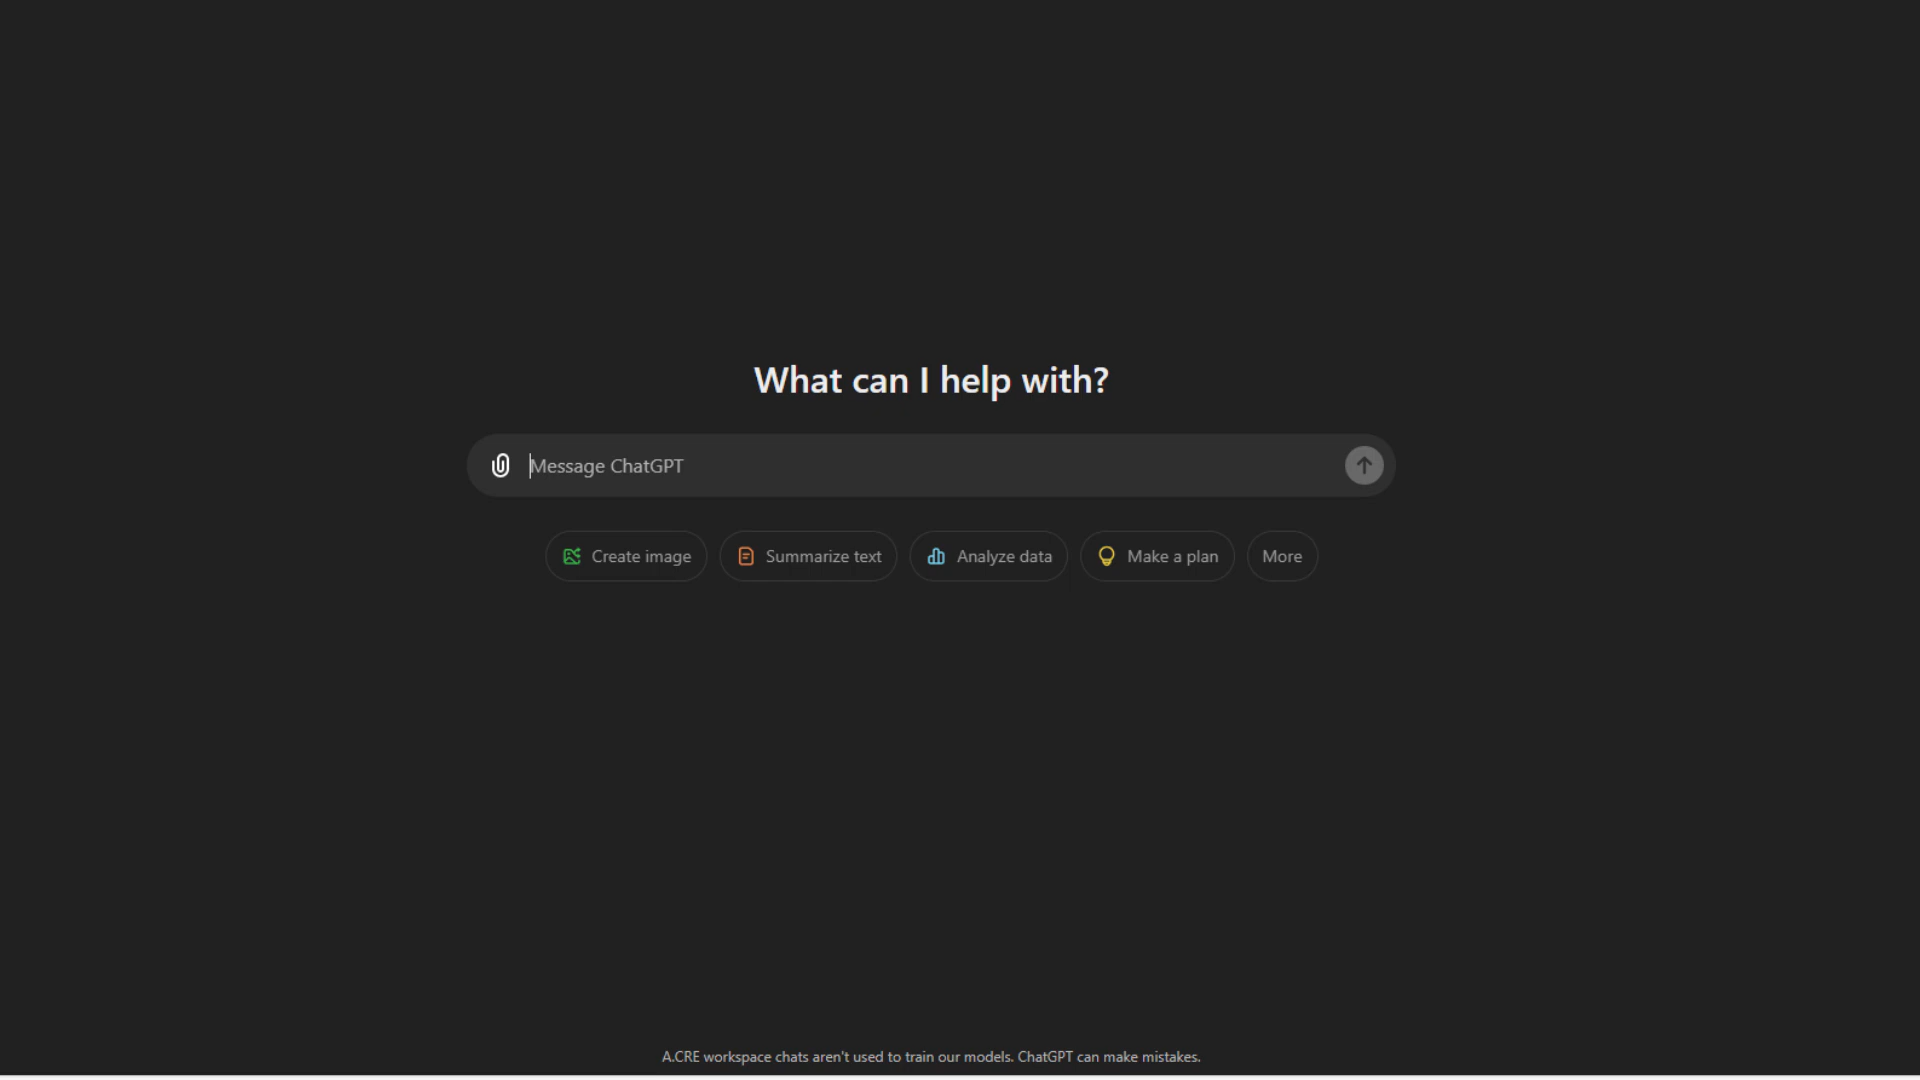 What can I help with?
Message ChatGPT
Create image
Summarize text
Analyze data
Make a plan
More
A.CRE workspace chats aren't used to train our models. ChatGPT can make mistakes.